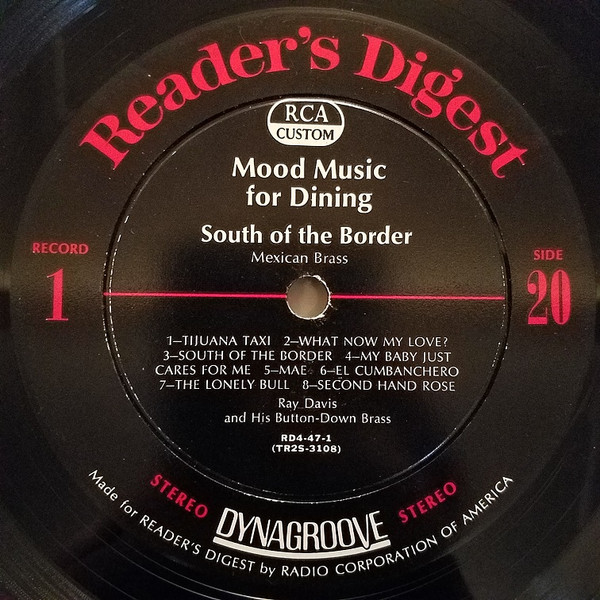 Reader's Digest
RCA
CUSTOM
Mood Music
for Dining
South of the Border
Mexican Brass
RECORD
1
SIDE
20
1–TIJUANA TAXI 2–WHAT NOW MY LOVE?
3–SOUTH OF THE BORDER 4–MY BABY JUST
CARES FOR ME 5–MAE 6–EL CUMBANCHERO
7–THE LONELY BULL 8–SECOND HAND ROSE
Ray Davis
and His Button-Down Brass
RD4-47-1
(TR2S-3108)
STEREO DYNAGROOVE STEREO
Made for READER'S DIGEST by RADIO CORPORATION OF AMERICA